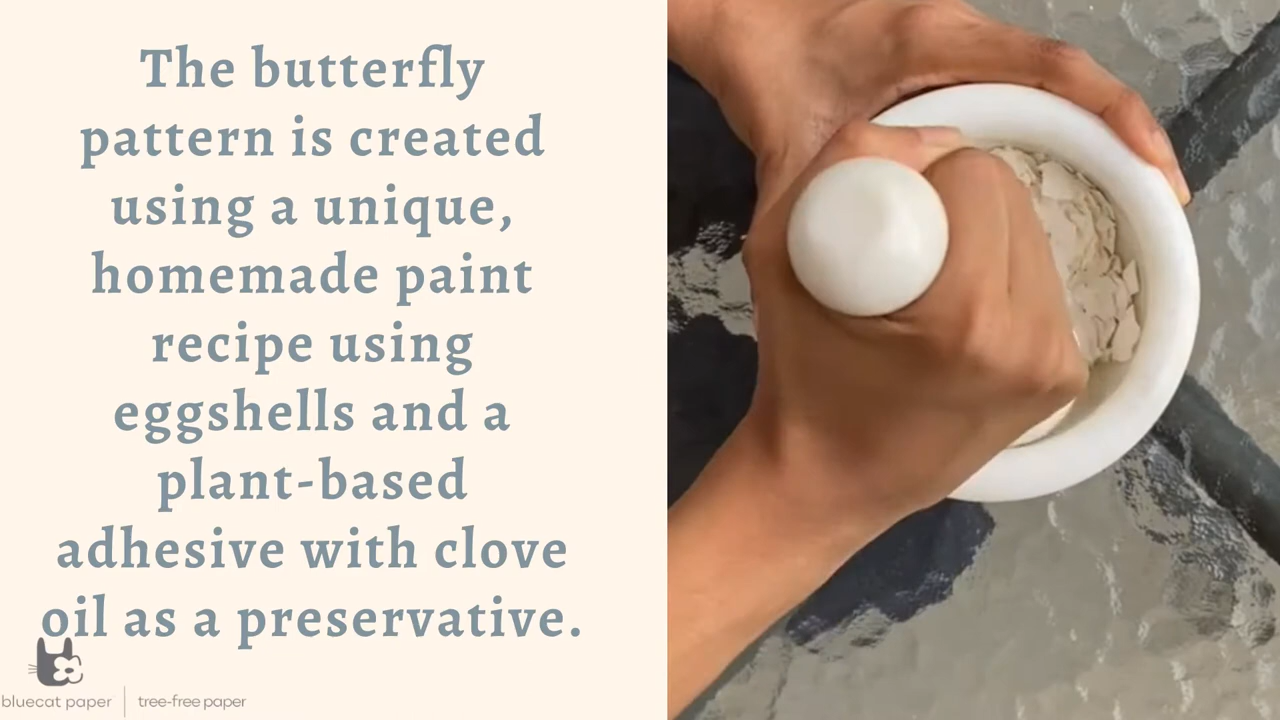 The butterfly
pattern is created
using a unique,
homemade paint
recipe using
eggshells and a
plant-based
adhesive with clove
oil as a preservative.
bluecat paper | tree-free paper